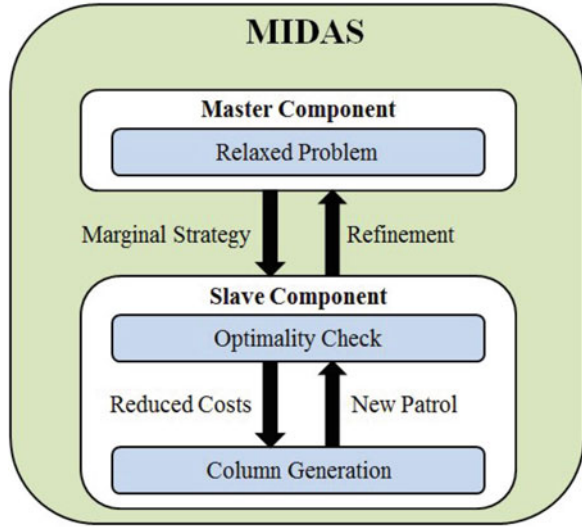 MIDAS
Master Component
Relaxed Problem
Marginal Strategy
Refinement
Slave Component
Optimality Check
Reduced Costs
New Patrol
Column Generation